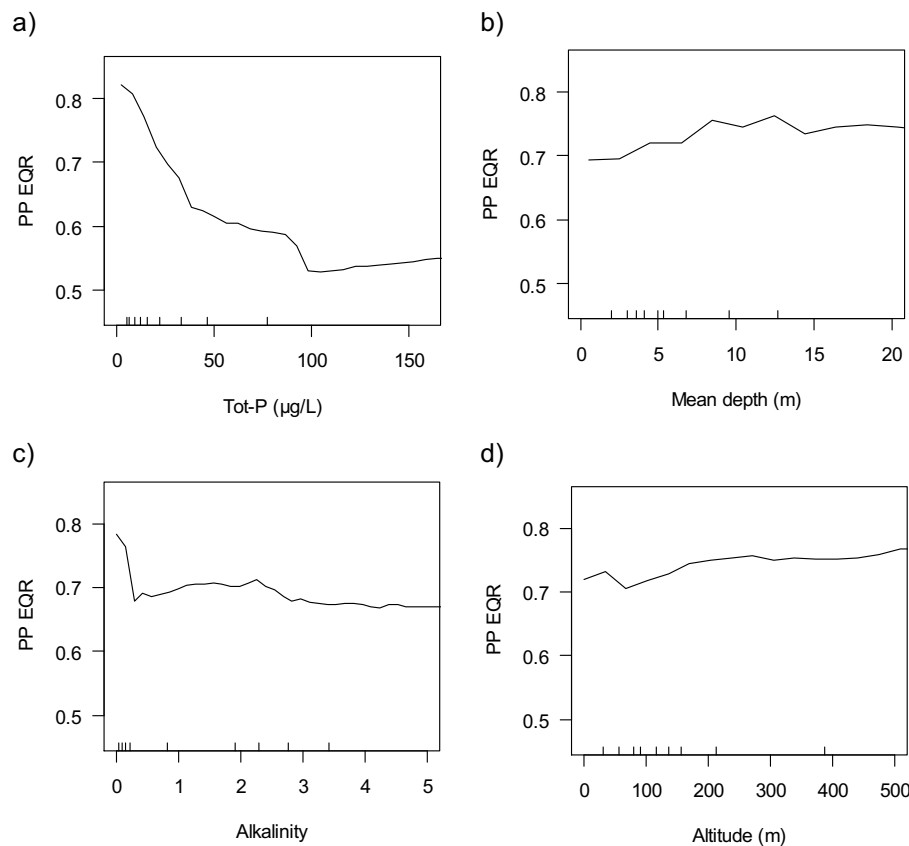 a)
PP EQR
0.8
0.7
0.6
0.5
0 50 100 150
Tot-P (µg/L)
b)
PP EQR
0.8
0.7
0.6
0.5
0 5 10 15 20
Mean depth (m)
c)
PP EQR
0.8
0.7
0.6
0.5
0 1 2 3 4 5
Alkalinity
d)
PP EQR
0.8
0.7
0.6
0.5
0 100 200 300 400 500
Altitude (m)